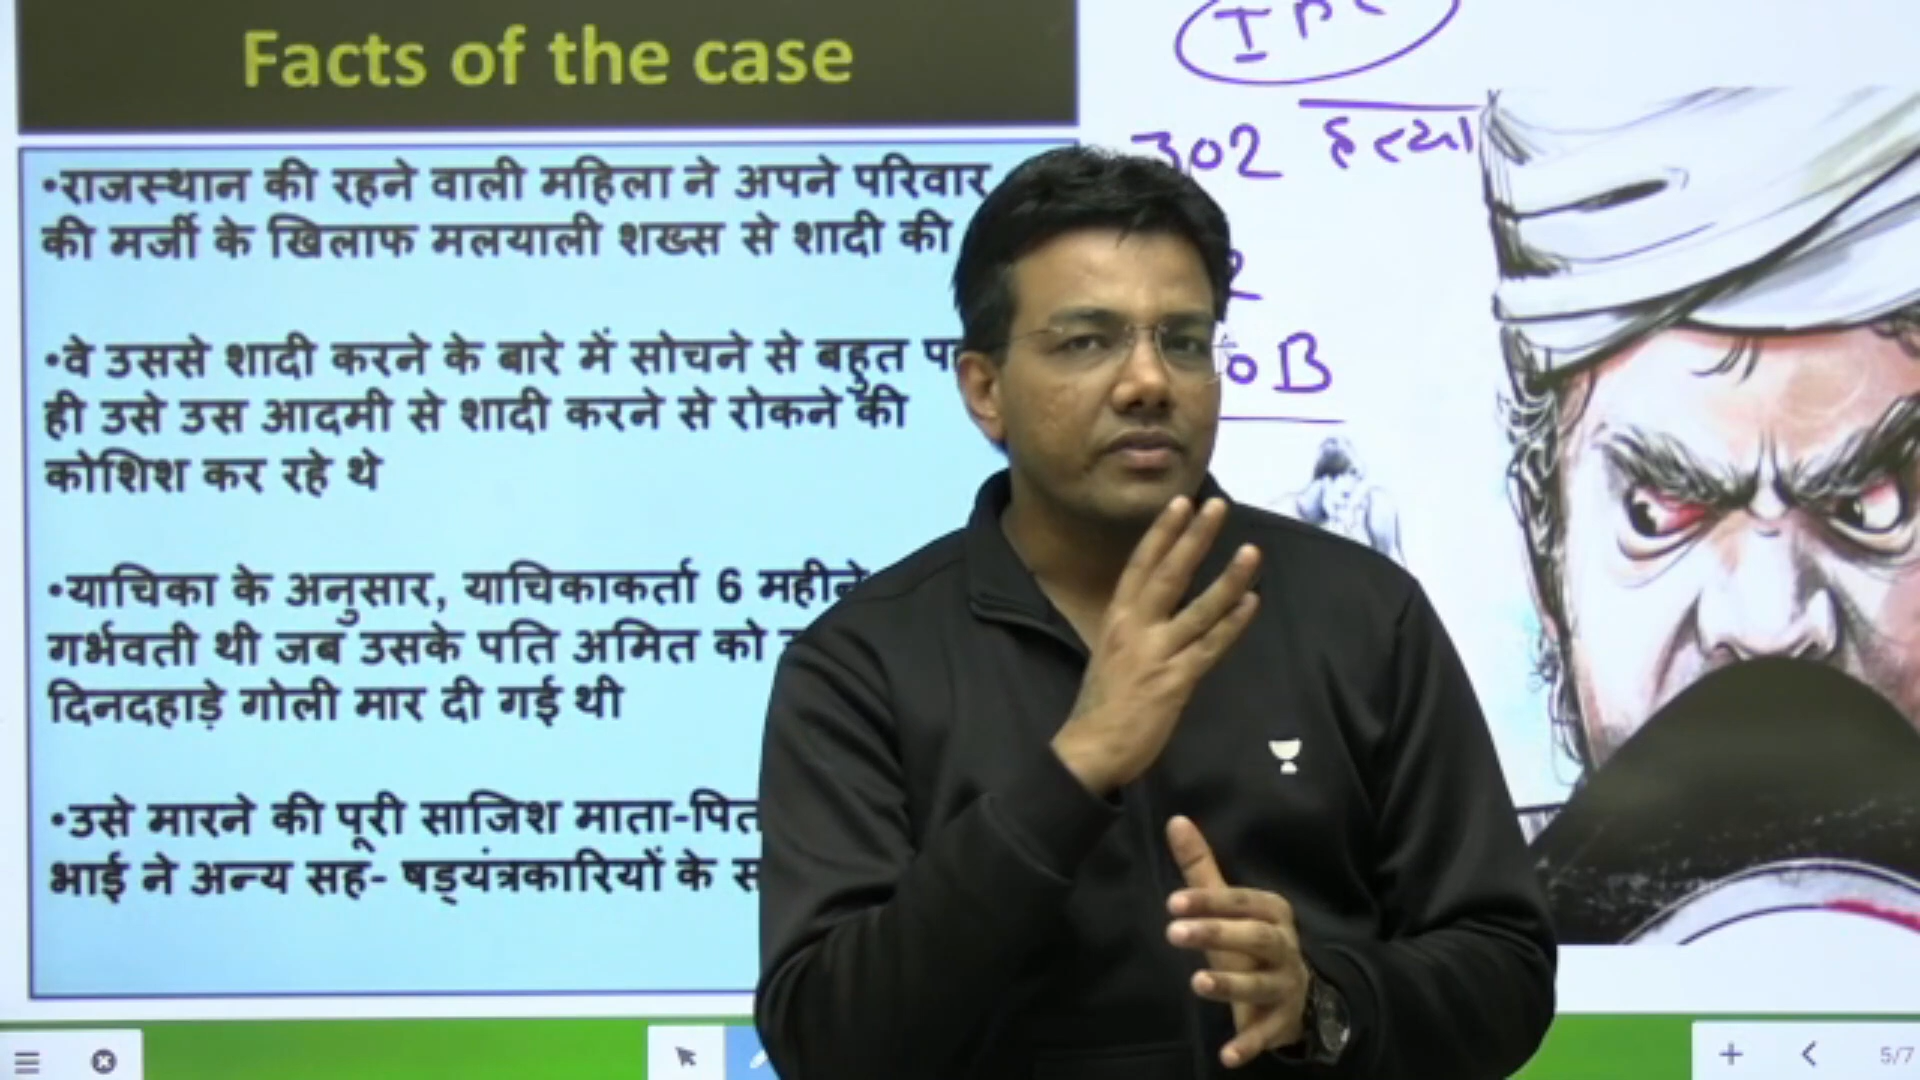 Facts of the case
•राजस्थान की रहने वाली महिला ने अपने परिवार
की मर्जी के खिलाफ मलयाली शख्स से शादी की
•वे उससे शादी करने के बारे में सोचने से बहुत
ही उसे उस आदमी से शादी करने से रोकने की
कोशिश कर रहे थे
•याचिका के अनुसार, याचिकाकर्ता 6 महीने
गर्भवती थी जब उसके पति अमित को
दिनदहाड़े गोली मार दी गई थी
•उसे मारने की पूरी साजिश
भाई ने अन्य सह- षड्यंत्रकारियों के
302 हत्या
5/7